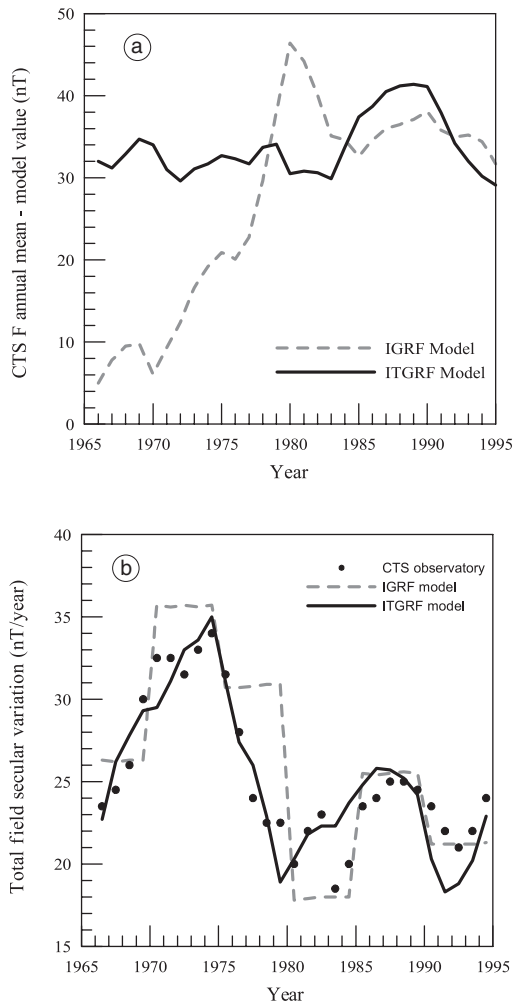 a
CTS F annual mean - model value (nT)
50
40
30
20
10
0
IGRF Model
ITGRF Model
1965 1970 1975 1980 1985 1990 1995
Year
b
Total field secular variation (nT/year)
40
35
30
25
20
15
CTS observatory
IGRF model
ITGRF model
1965 1970 1975 1980 1985 1990 1995
Year